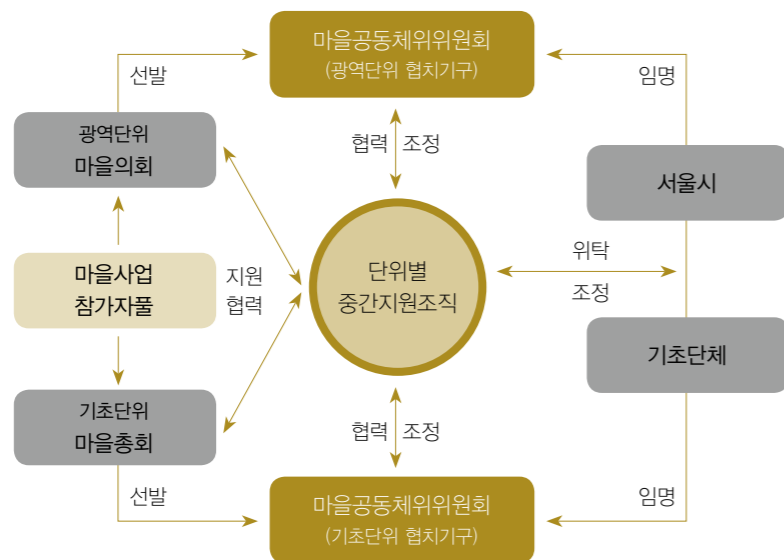 마을공동체위위원회
(광역단위 협치기구)
선발
임명
광역단위
마을의회
협력 조정
서울시
마을사업
참가자풀
지원
협력
단위별
중간지원조직
위탁
조정
기초단체
기초단위
마을총회
협력 조정
선발
마을공동체위위원회
(기초단위 협치기구)
임명